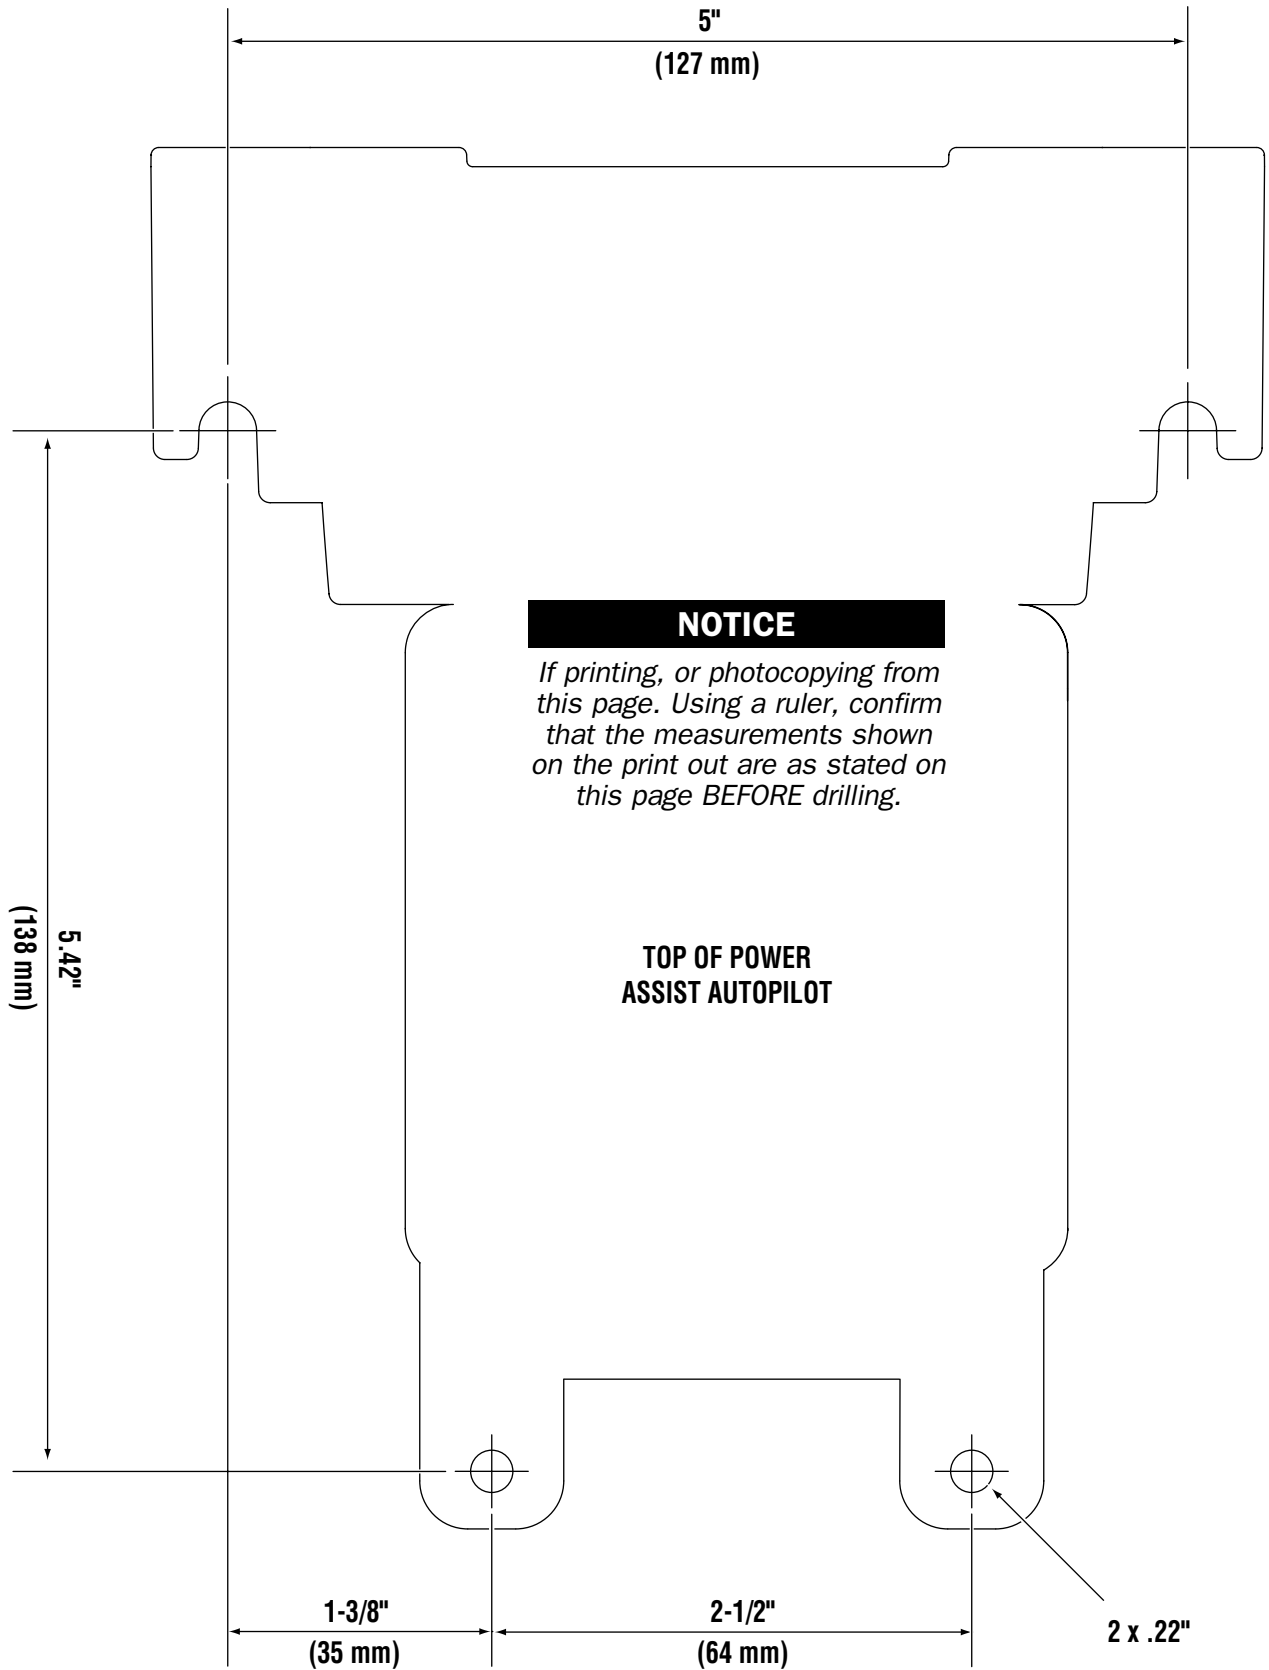 5"
(127 mm)
NOTICE
If printing, or photocopying from
this page. Using a ruler, confirm
that the measurements shown
on the print out are as stated on
this page BEFORE drilling.
5.42"
(138 mm)
TOP OF POWER
ASSIST AUTOPILOT
1-3/8"
(35 mm)
2-1/2"
(64 mm)
2 x .22"